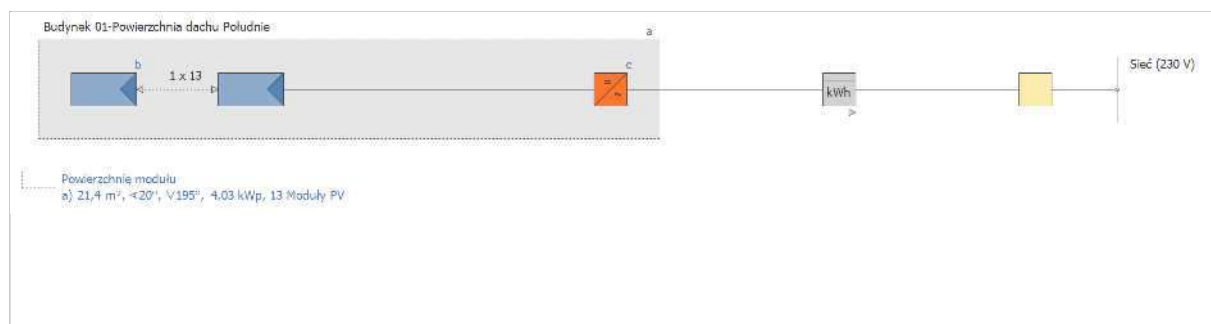 Budynek 01-Powierzchnia dachu Południe
a
b
c
1 x 13
=
~
kWh
Sieć (230 V)
Powierzchnię modułu
a) 21,4 m², ∢20°, ∨195°, 4,03 kWp, 13 Moduły PV